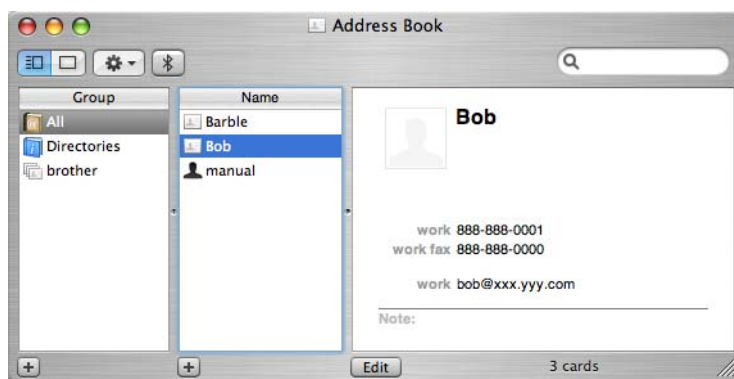 Address Book
Group
All
Directories
brother
Name
Barble
Bob
manual
Bob
work 888-888-0001
work fax 888-888-0000
work bob@xxx.yyy.com
Note:
Edit
3 cards